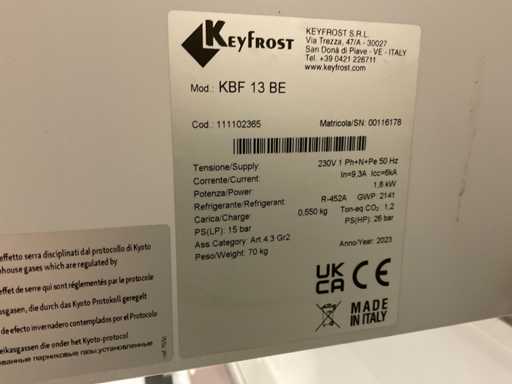 KEYFROST
KEYFROST S.R.L.
Via Trezza, 47/A - 30027
San Donà di Piave - VE - ITALY
Tel. +39 0421 226711
www.keyfrost.com
Mod.: KBF 13 BE
Cod.: 111102365 Matricola/SN: 00116178
Tensione/Supply: 230V 1 Ph+N+Pe 50 Hz
Corrente/Current: In=9,3A Icc=6kA
Potenza/Power: 1,8 kW
Refrigerante/Refrigerant: R-452A GWP 2141
Carica/Charge: 0,550 kg Ton-eq CO2: 1,2
PS(LP): 15 bar PS(HP): 26 bar
Ass.Category: Art.4.3 Gr2
Peso/Weight: 70 kg Anno/Year: 2023
UK CA CE
MADE IN ITALY
effetto serra disciplinati dal protocollo di Kyoto
nhouse gases which are regulated by
effet de serre qui sont réglementés par le protocole
asgasen, die durch das Kyoto Protokoll geregelt
de efecto invernadero contemplados por el Protocolo
eikasgassen die onder het Kyoto-protocol
ованные парниковые газы, установленные